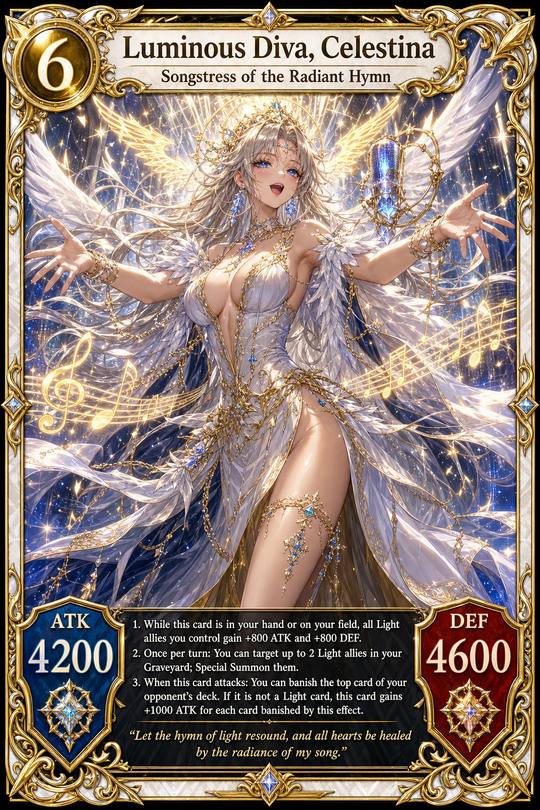 6
Luminous Diva, Celestina
Songstress of the Radiant Hymn
ATK
4200
1. While this card is in your hand or on your field, all Light
allies you control gain +800 ATK and +800 DEF.
2. Once per turn: You can target up to 2 Light allies in your
Graveyard; Special Summon them.
3. When this card attacks: You can banish the top card of your
opponent's deck. If it is not a Light card, this card gains
+1000 ATK for each card banished by this effect.
"Let the hymn of light resound, and all hearts be healed
by the radiance of my song."
DEF
4600